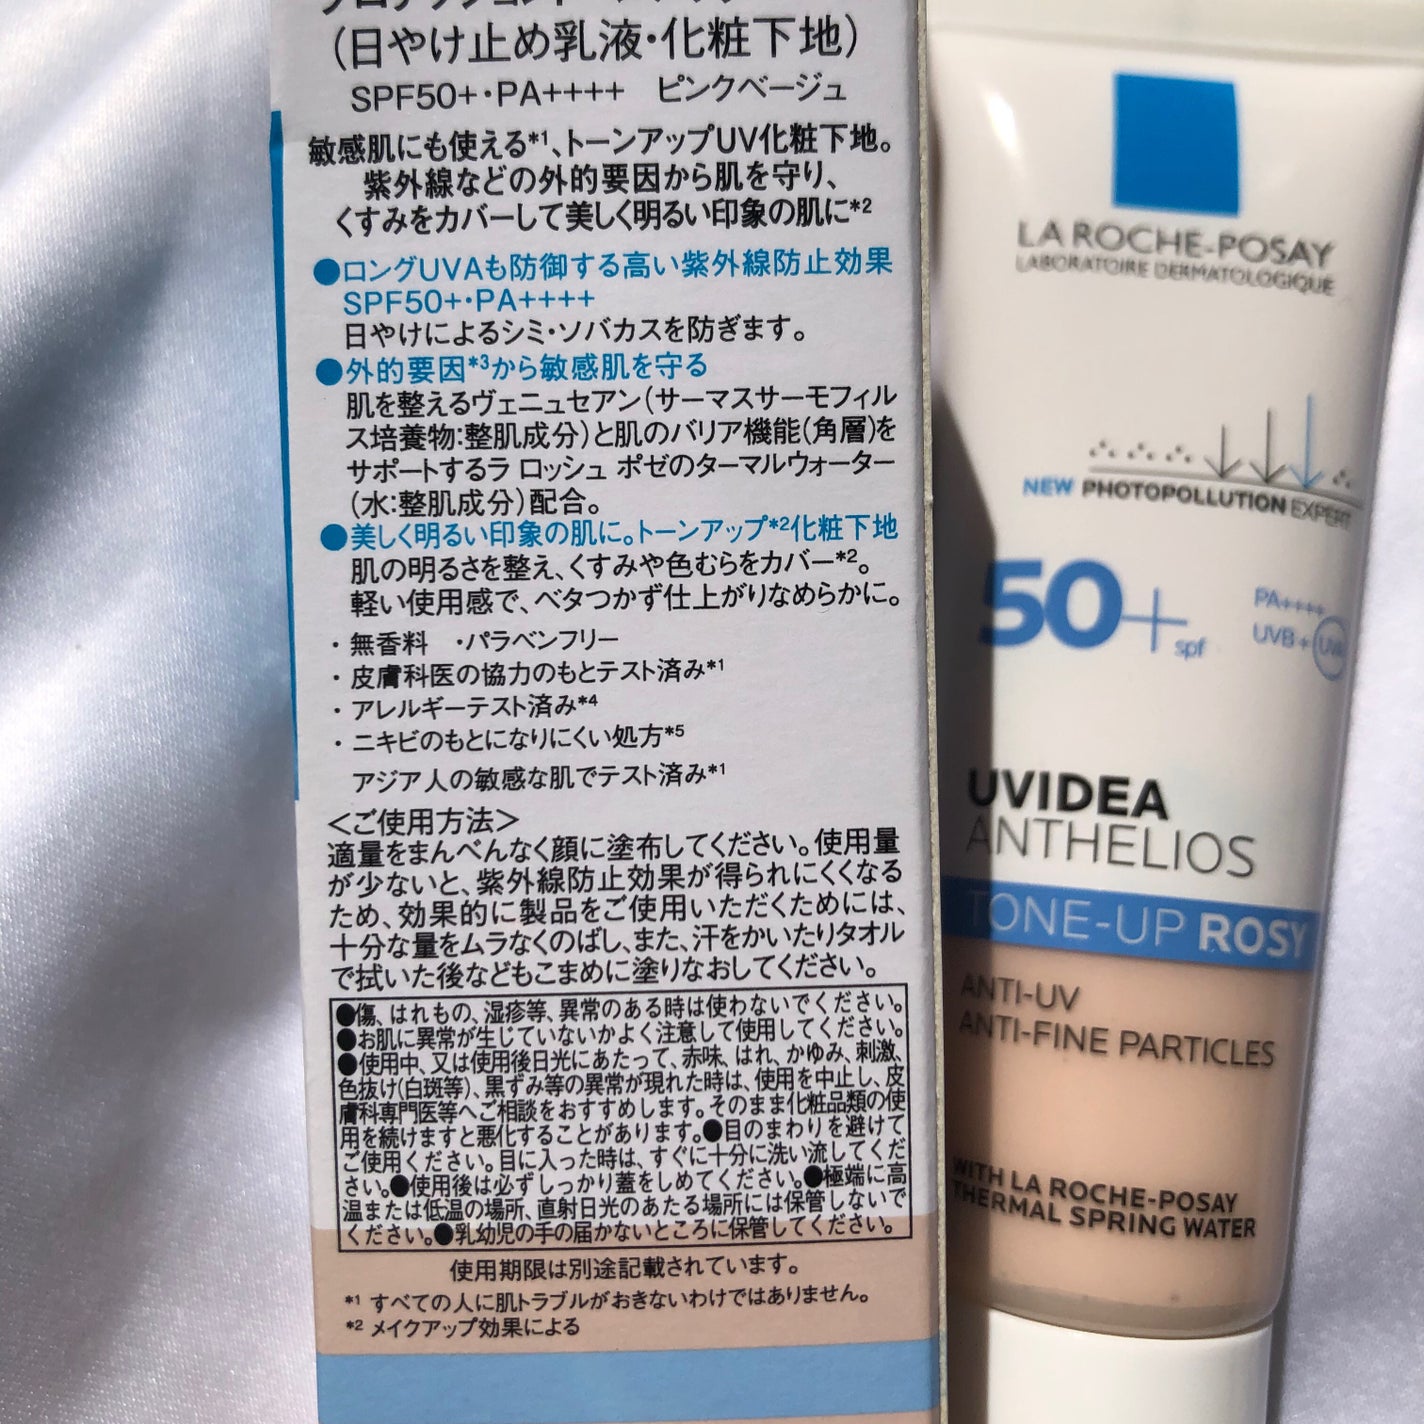 (日やけ止め乳液・化粧下地)
SPF50+・PA++++ ピンクベージュ
敏感肌にも使える*1、トーンアップUV化粧下地。
紫外線などの外的要因から肌を守り、
くすみをカバーして美しく明るい印象の肌に*2
●ロングUVAも防御する高い紫外線防止効果
SPF50+・PA++++
日やけによるシミ・ソバカスを防ぎます。
●外的要因*3から敏感肌を守る
肌を整えるヴェニュセアン(サーマスサーモフィル
ス培養物:整肌成分)と肌のバリア機能(角層)を
サポートするラ ロッシュ ポゼのターマルウォーター
(水:整肌成分)配合。
●美しく明るい印象の肌に。トーンアップ*2化粧下地
肌の明るさを整え、くすみや色むらをカバー*2。
軽い使用感で、ベタつかず仕上がりなめらかに。
・無香料 ・パラベンフリー
・皮膚科医の協力のもとテスト済み*1
・アレルギーテスト済み*4
・ニキビのもとになりにくい処方*5
アジア人の敏感な肌でテスト済み*1
<ご使用方法>
適量をまんべんなく顔に塗布してください。使用量
が少ないと、紫外線防止効果が得られにくくなる
ため、効果的に製品をご使用いただくためには、
十分な量をムラなくのばし、また、汗をかいたりタオル
で拭いた後などもこまめに塗りなおしてください。
●傷、はれもの、湿疹等、異常のある時は使わないでください。
●お肌に異常が生じていないかよく注意して使用してください。
●使用中、又は使用後日光にあたって、赤味、はれ、かゆみ、刺激、
色抜け(白斑等)、黒ずみ等の異常が現れた時は、使用を中止し、皮
膚科専門医等へご相談をおすすめします。そのまま化粧品類の使
用を続けますと悪化することがあります。●目のまわりを避けて
ご使用ください。目に入った時は、すぐに十分に洗い流してくだ
さい。●使用後は必ずしっかり蓋をしめてください。●極端に高
温または低温の場所、直射日光のあたる場所には保管しないで
ください。●乳幼児の手の届かないところに保管してください。
使用期限は別途記載されています。
*1 すべての人に肌トラブルがおきないわけではありません。
*2 メイクアップ効果による
LA ROCHE-POSAY
LABORATOIRE DERMATOLOGIQUE
NEW PHOTOPOLLUTION EXPERT
50+ spf
PA++++
UVB + UVA
UVIDEA
ANTHELIOS
TONE-UP ROSY
ANTI-UV
ANTI-FINE PARTICLES
WITH LA ROCHE-POSAY
THERMAL SPRING WATER